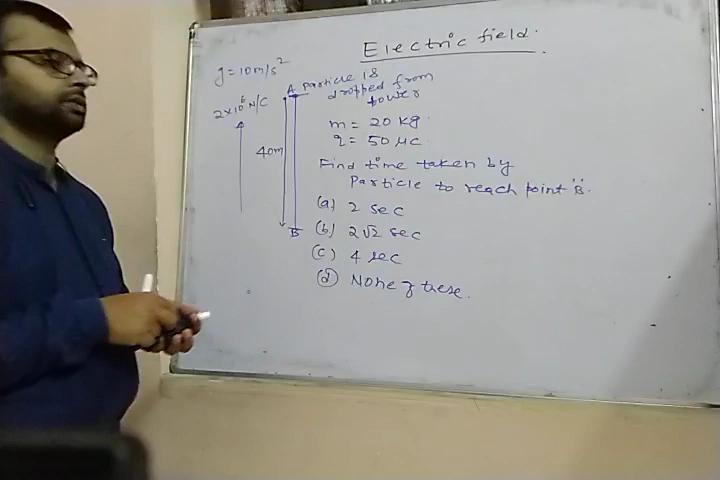 Electric field.
g = 10 m/s²
A Particle is
dropped from
power
2×10⁶ N/C
m = 20 kg.
q = 50 μC
40m
Find time taken by
Particle to reach point "B.
B
(a) 2 sec
(b) 2√2 sec
(c) 4 sec
(d) None of these.